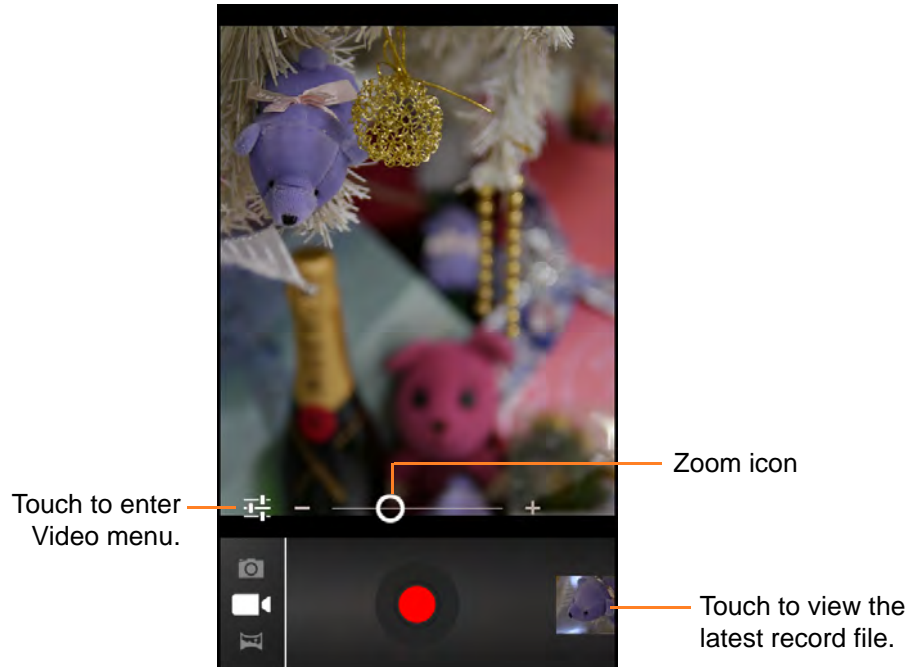 Zoom icon
Touch to enter
Video menu.
Touch to view the
latest record file.